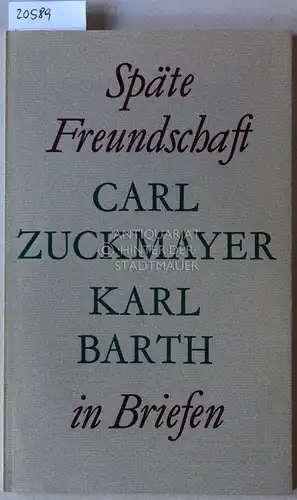 20589
Späte
Freundschaft
CARL
ZUCKMAYER
KARL
BARTH
in Briefen
ANTIQUARIAT
© HINTER DER
STADTMAUER